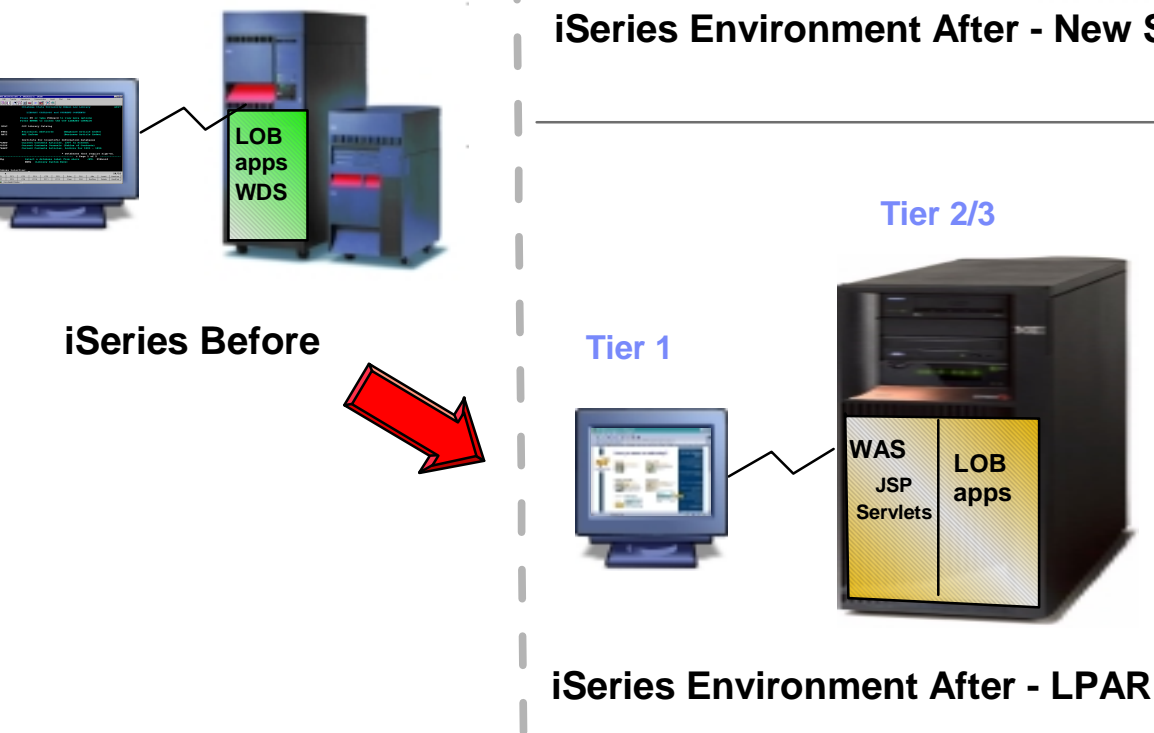 iSeries Environment After - New S
LOB
apps
WDS
iSeries Before
Tier 2/3
Tier 1
WAS
JSP
Servlets
LOB
apps
iSeries Environment After - LPAR